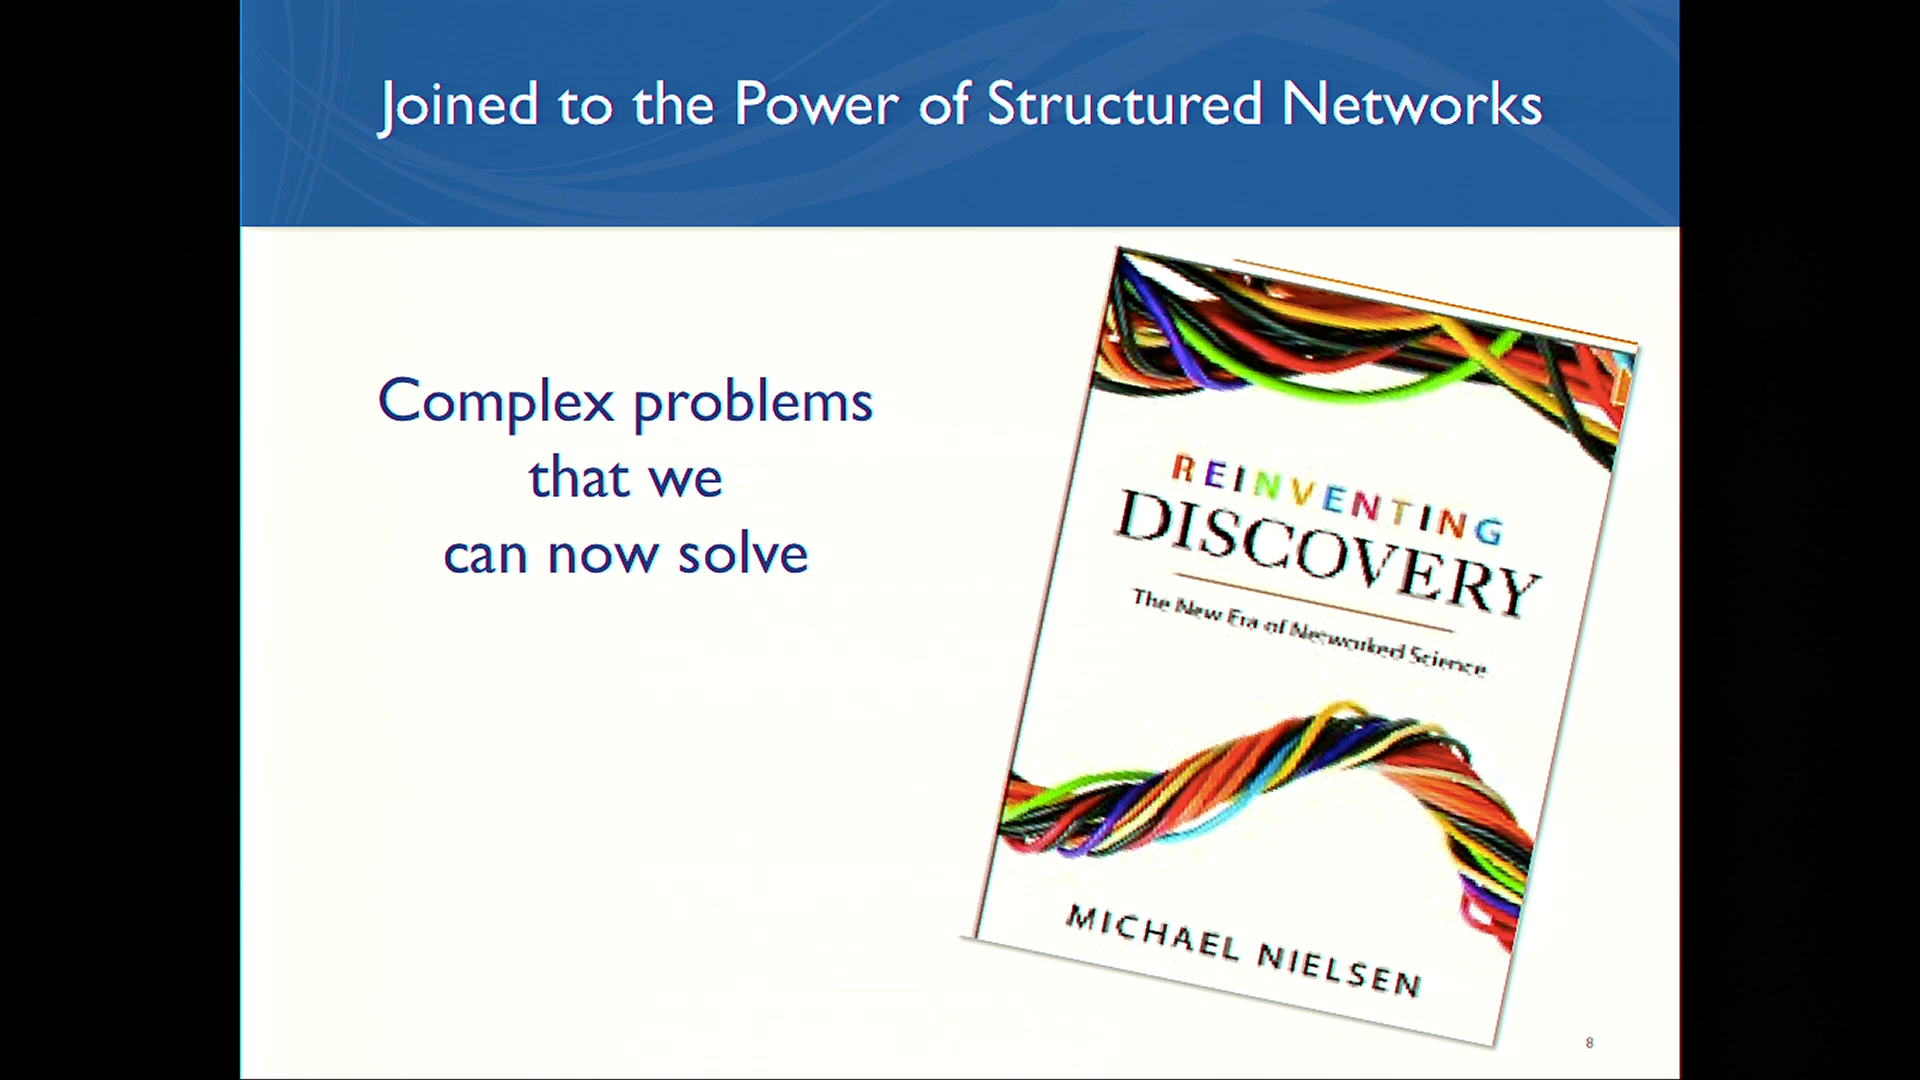 Joined to the Power of Structured Networks
Complex problems
that we
can now solve
REINVENTING
DISCOVERY
The New Era of Networked Science
MICHAEL NIELSEN
8